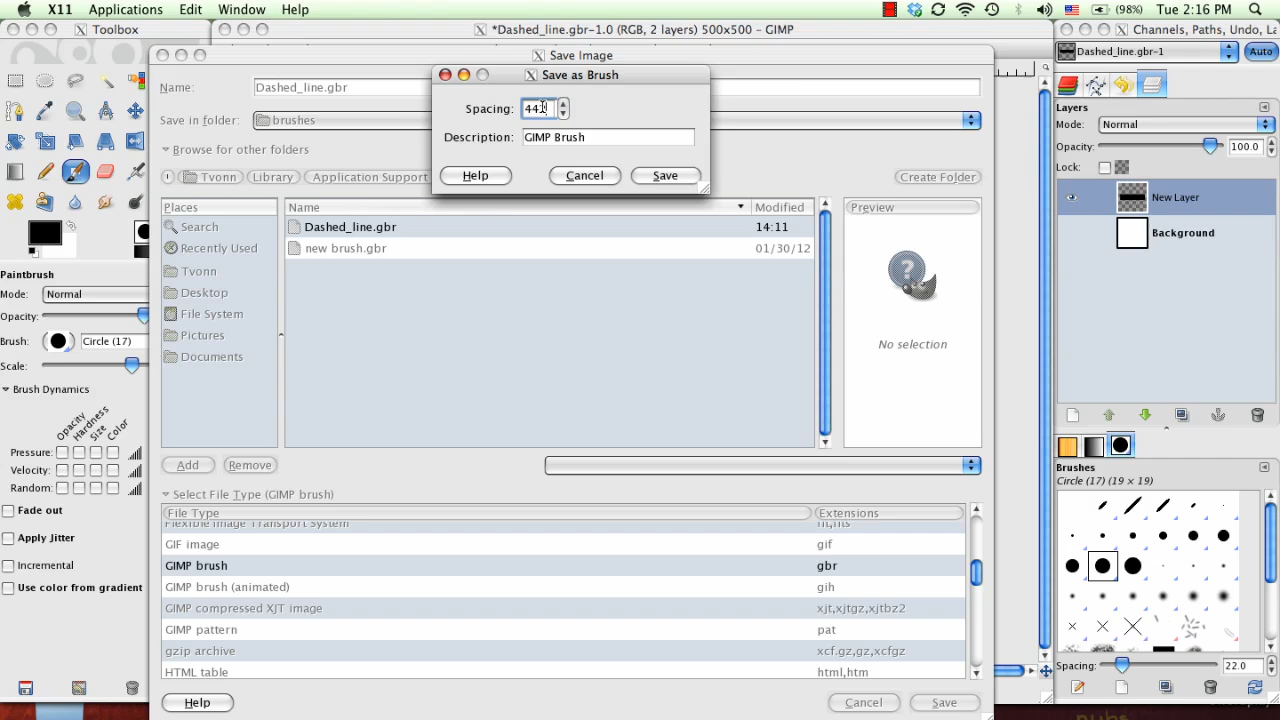 X11 Applications Edit Window Help (98%) Tue 2:16 PM
Toolbox
*Dashed_line.gbr-1.0 (RGB, 2 layers) 500x500 - GIMP
Channels, Paths, Undo, La
Save Image
Dashed_line.gbr-1 Auto
Save as Brush
Name: Dashed_line.gbr
Spacing:
Save in folder: brushes
Description: GIMP Brush
Browse for other folders
Help Cancel Save
Tvonn Library Application Support Create Folder
Places
Search
Recently Used
Tvonn
Desktop
File System
Pictures
Documents
Name Modified
Dashed_line.gbr 14:11
new brush.gbr 01/30/12
Preview
No selection
Add Remove
Select File Type (GIMP brush)
File Type Extensions
Flexible Image Transport System fit,fits
GIF image gif
GIMP brush gbr
GIMP brush (animated) gih
GIMP compressed XJT image xjt,xjtgz,xjtbz2
GIMP pattern pat
gzip archive xcf.gz,gz,xcfgz
HTML table html,htm
Help Cancel Save
Paintbrush
Mode: Normal
Opacity:
Brush: Circle (17)
Scale:
Brush Dynamics
Opacity
Hardness
Size
Color
Pressure:
Velocity:
Random:
Fade out
Apply Jitter
Incremental
Use color from gradient
Layers
Mode: Normal
Opacity: 100.0
Lock:
New Layer
Background
Brushes
Circle (17) (19 × 19)
Spacing: 22.0